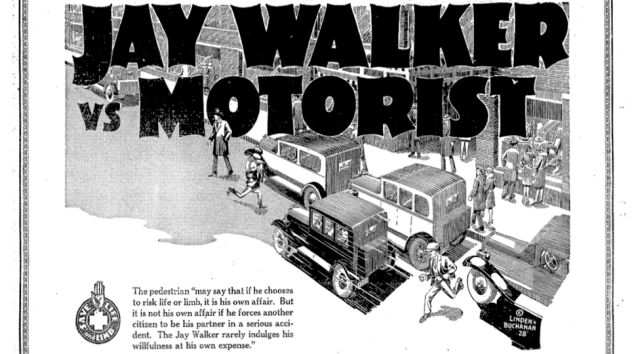 JAY WALKER
VS MOTORIST
The pedestrian "may say that if he chooses
to risk life or limb, it is his own affair. But
it is not his own affair if he forces another
citizen to be his partner in a serious acci-
dent. The Jay Walker rarely indulges his
willfulness at his own expense."
SAVE LIFE
and LIMB
©
LINDEN &
BUCHANAN
'28